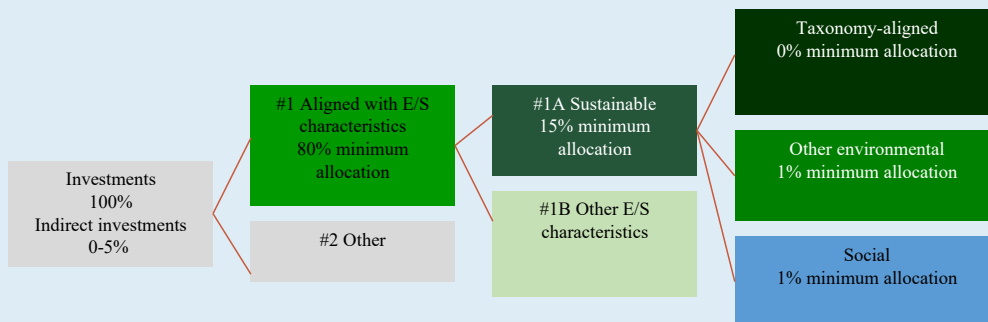 Investments
100%
Indirect investments
0-5%
#1 Aligned with E/S
characteristics
80% minimum
allocation
#2 Other
#1A Sustainable
15% minimum
allocation
#1B Other E/S
characteristics
Taxonomy-aligned
0% minimum allocation
Other environmental
1% minimum allocation
Social
1% minimum allocation